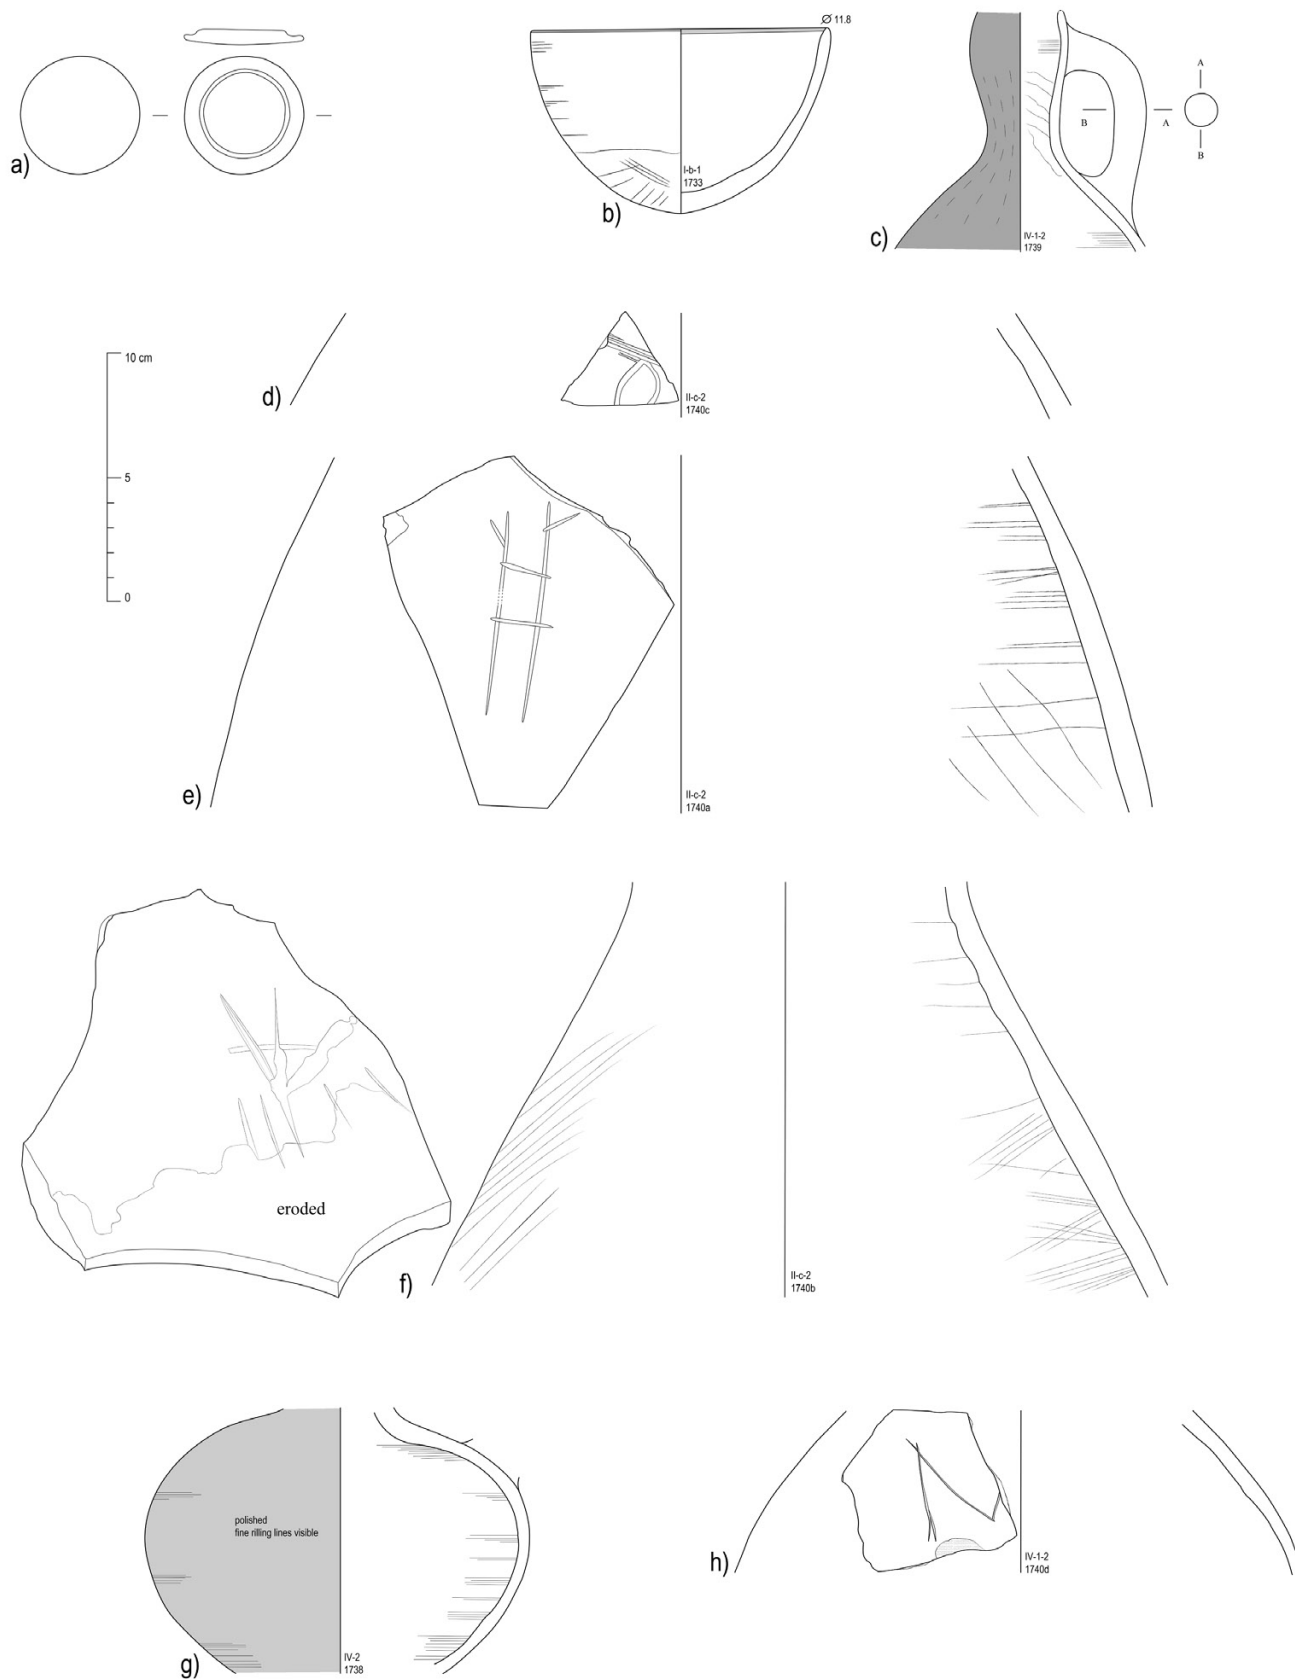 a)
Ø 11.8
I-b-1
1733
b)
A
B
A
B
IV-1-2
1739
c)
10 cm
5
0
d)
II-c-2
1740c
e)
II-c-2
1740a
eroded
f)
II-c-2
1740b
polished
fine rilling lines visible
IV-2
1738
g)
h)
IV-1-2
1740d